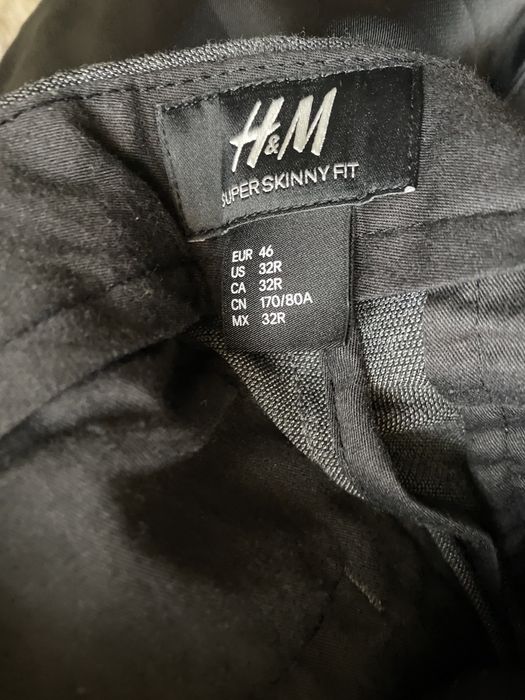 H&M
SUPER SKINNY FIT
EUR 46
US 32R
CA 32R
CN 170/80A
MX 32R